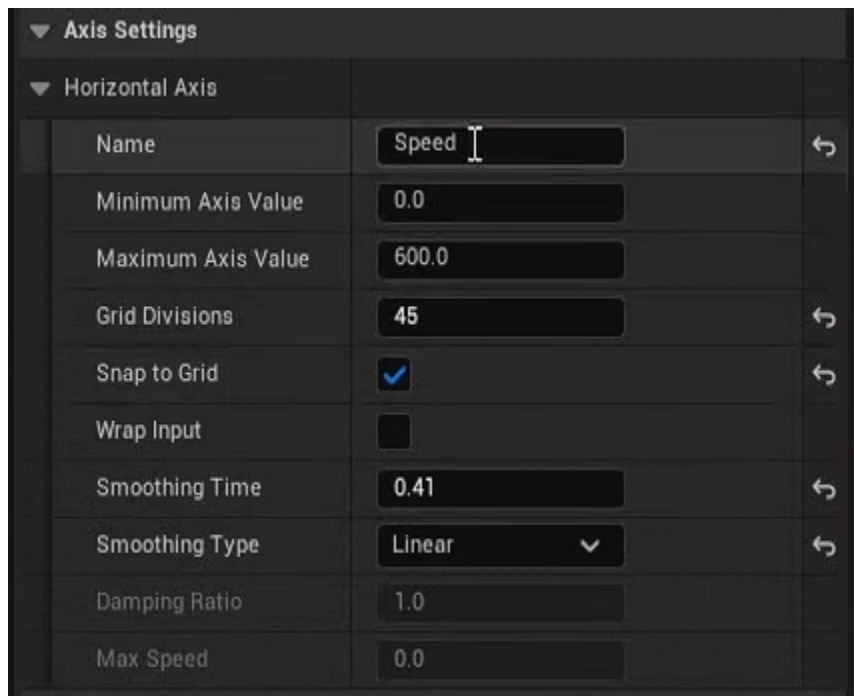 Axis Settings
Horizontal Axis
Name Speed
Minimum Axis Value 0.0
Maximum Axis Value 600.0
Grid Divisions 45
Snap to Grid
Wrap Input
Smoothing Time 0.41
Smoothing Type Linear
Damping Ratio 1.0
Max Speed 0.0